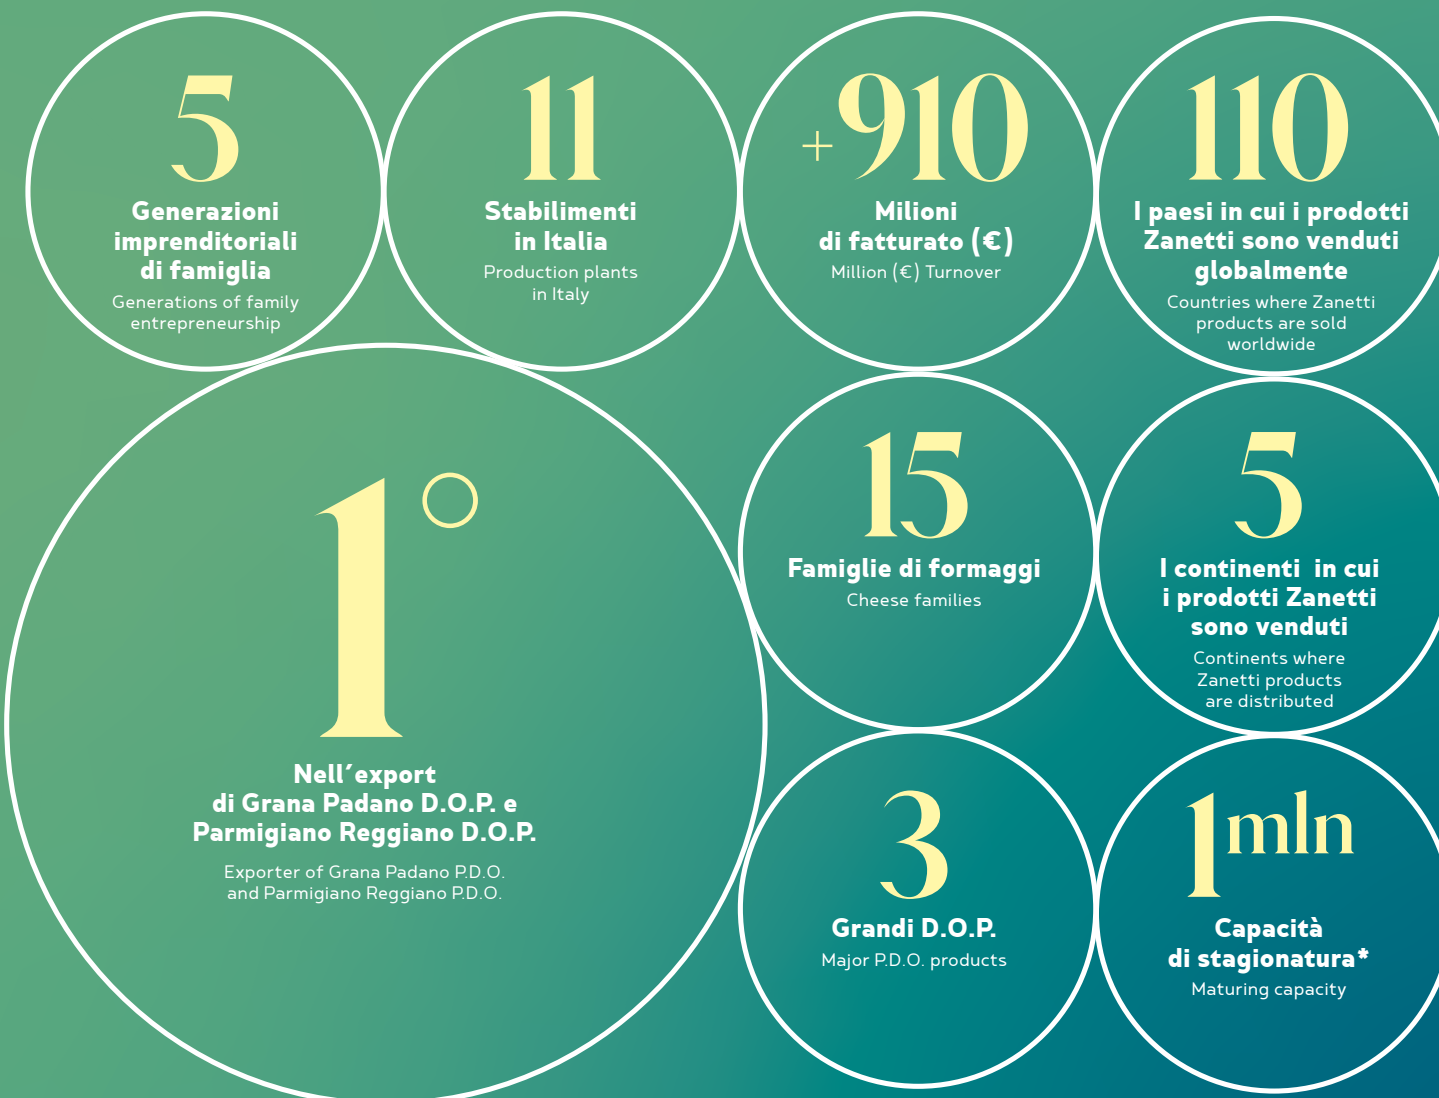 5
Generazioni
imprenditoriali
di famiglia
Generations of family
entrepreneurship
11
Stabilimenti
in Italia
Production plants
in Italy
+910
Milioni
di fatturato (€)
Million (€) Turnover
110
I paesi in cui i prodotti
Zanetti sono venduti
globalmente
Countries where Zanetti
products are sold
worldwide
1°
Nell’export
di Grana Padano D.O.P. e
Parmigiano Reggiano D.O.P.
Exporter of Grana Padano P.D.O.
and Parmigiano Reggiano P.D.O.
15
Famiglie di formaggi
Cheese families
5
I continenti in cui
i prodotti Zanetti
sono venduti
Continents where
Zanetti products
are distributed
3
Grandi D.O.P.
Major P.D.O. products
1 mln
Capacità
di stagionatura*
Maturing capacity